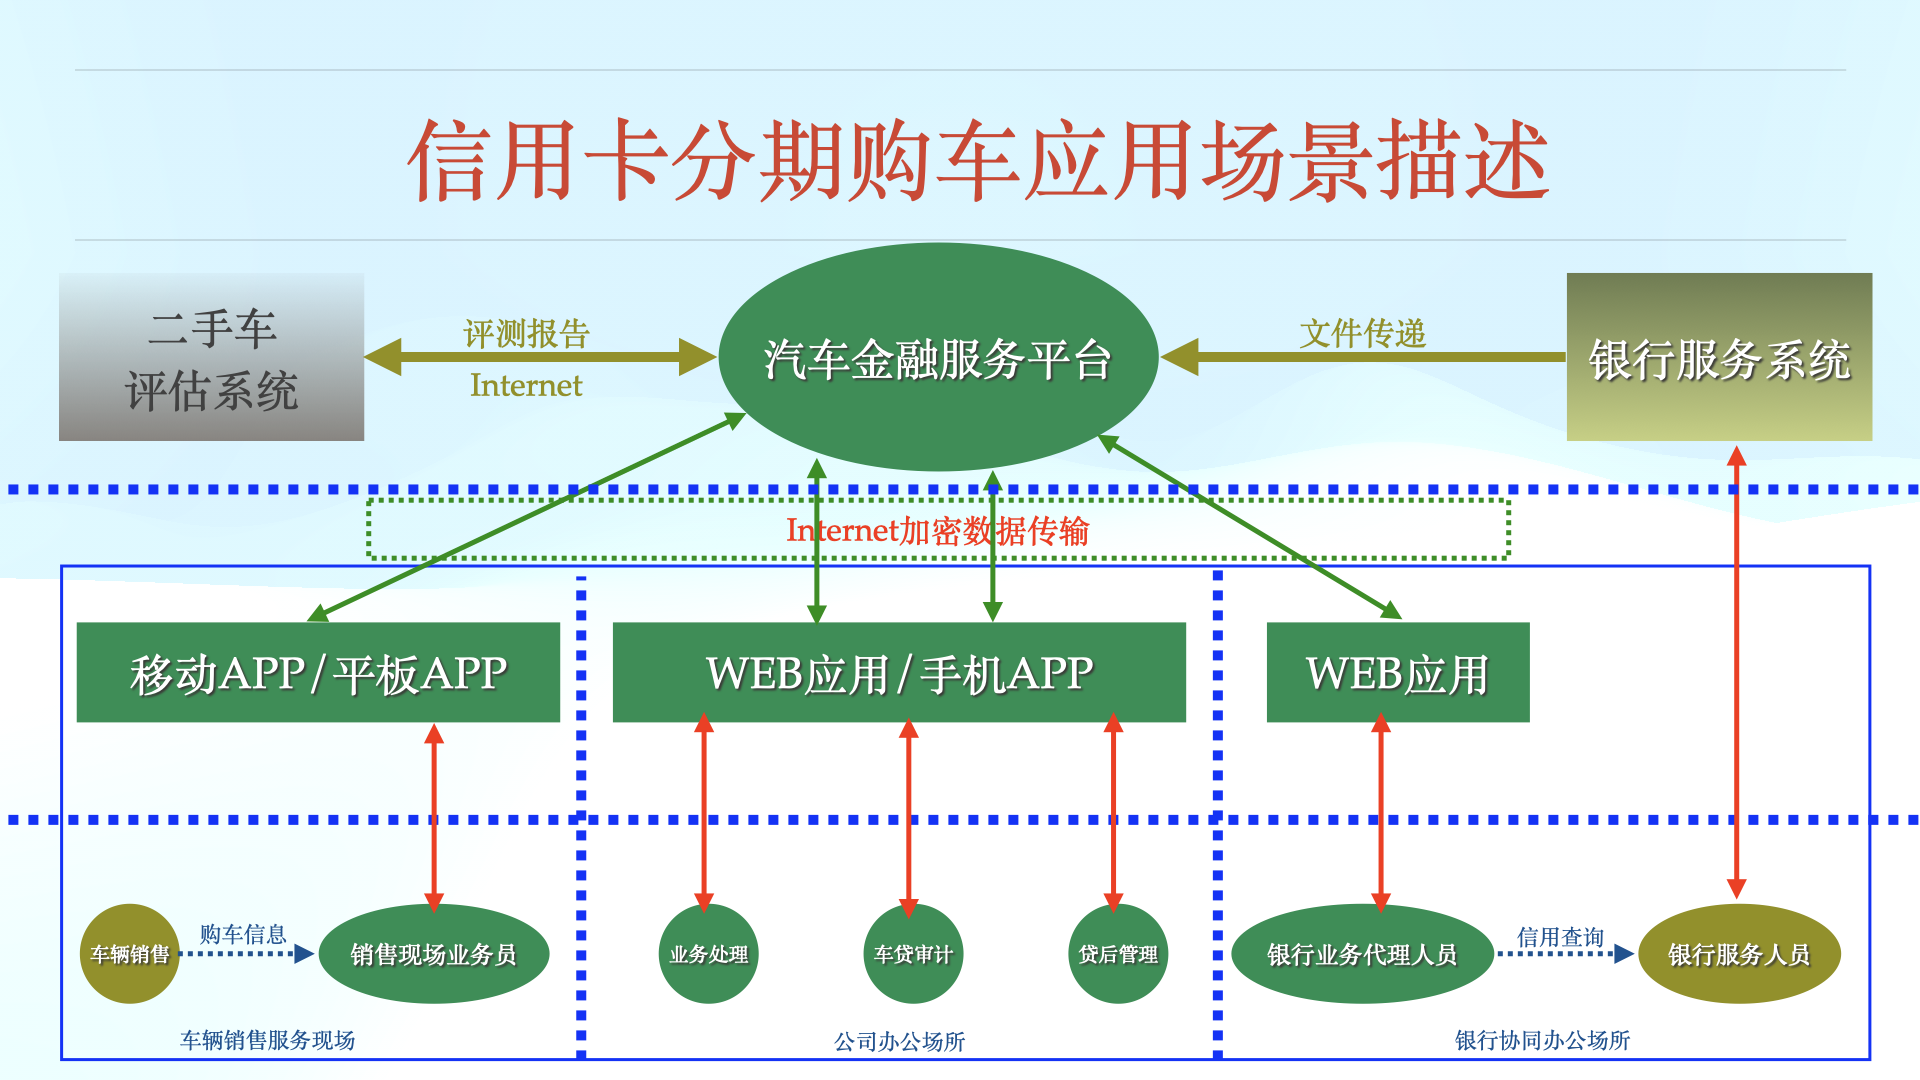 信用卡分期购车应用场景描述
二手车
评估系统
评测报告
Internet
汽车金融服务平台
文件传递
银行服务系统
Internet加密数据传输
移动APP/平板APP
WEB应用/手机APP
WEB应用
车辆销售
购车信息
销售现场业务员
业务处理
车贷审计
贷后管理
银行业务代理人员
信用查询
银行服务人员
车辆销售服务现场
公司办公场所
银行协同办公场所